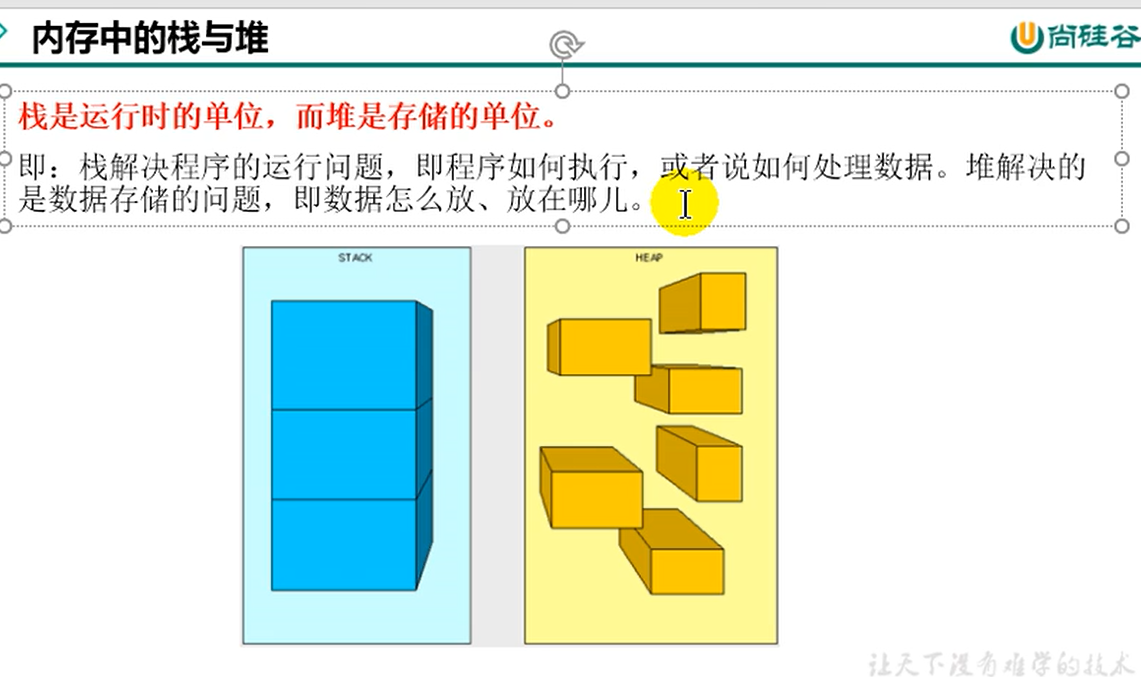 内存中的栈与堆
尚硅谷
栈是运行时的单位，而堆是存储的单位。
即：栈解决程序的运行问题，即程序如何执行，或者说如何处理数据。堆解决的
是数据存储的问题，即数据怎么放、放在哪儿。
STACK
HEAP
让天下没有难学的技术